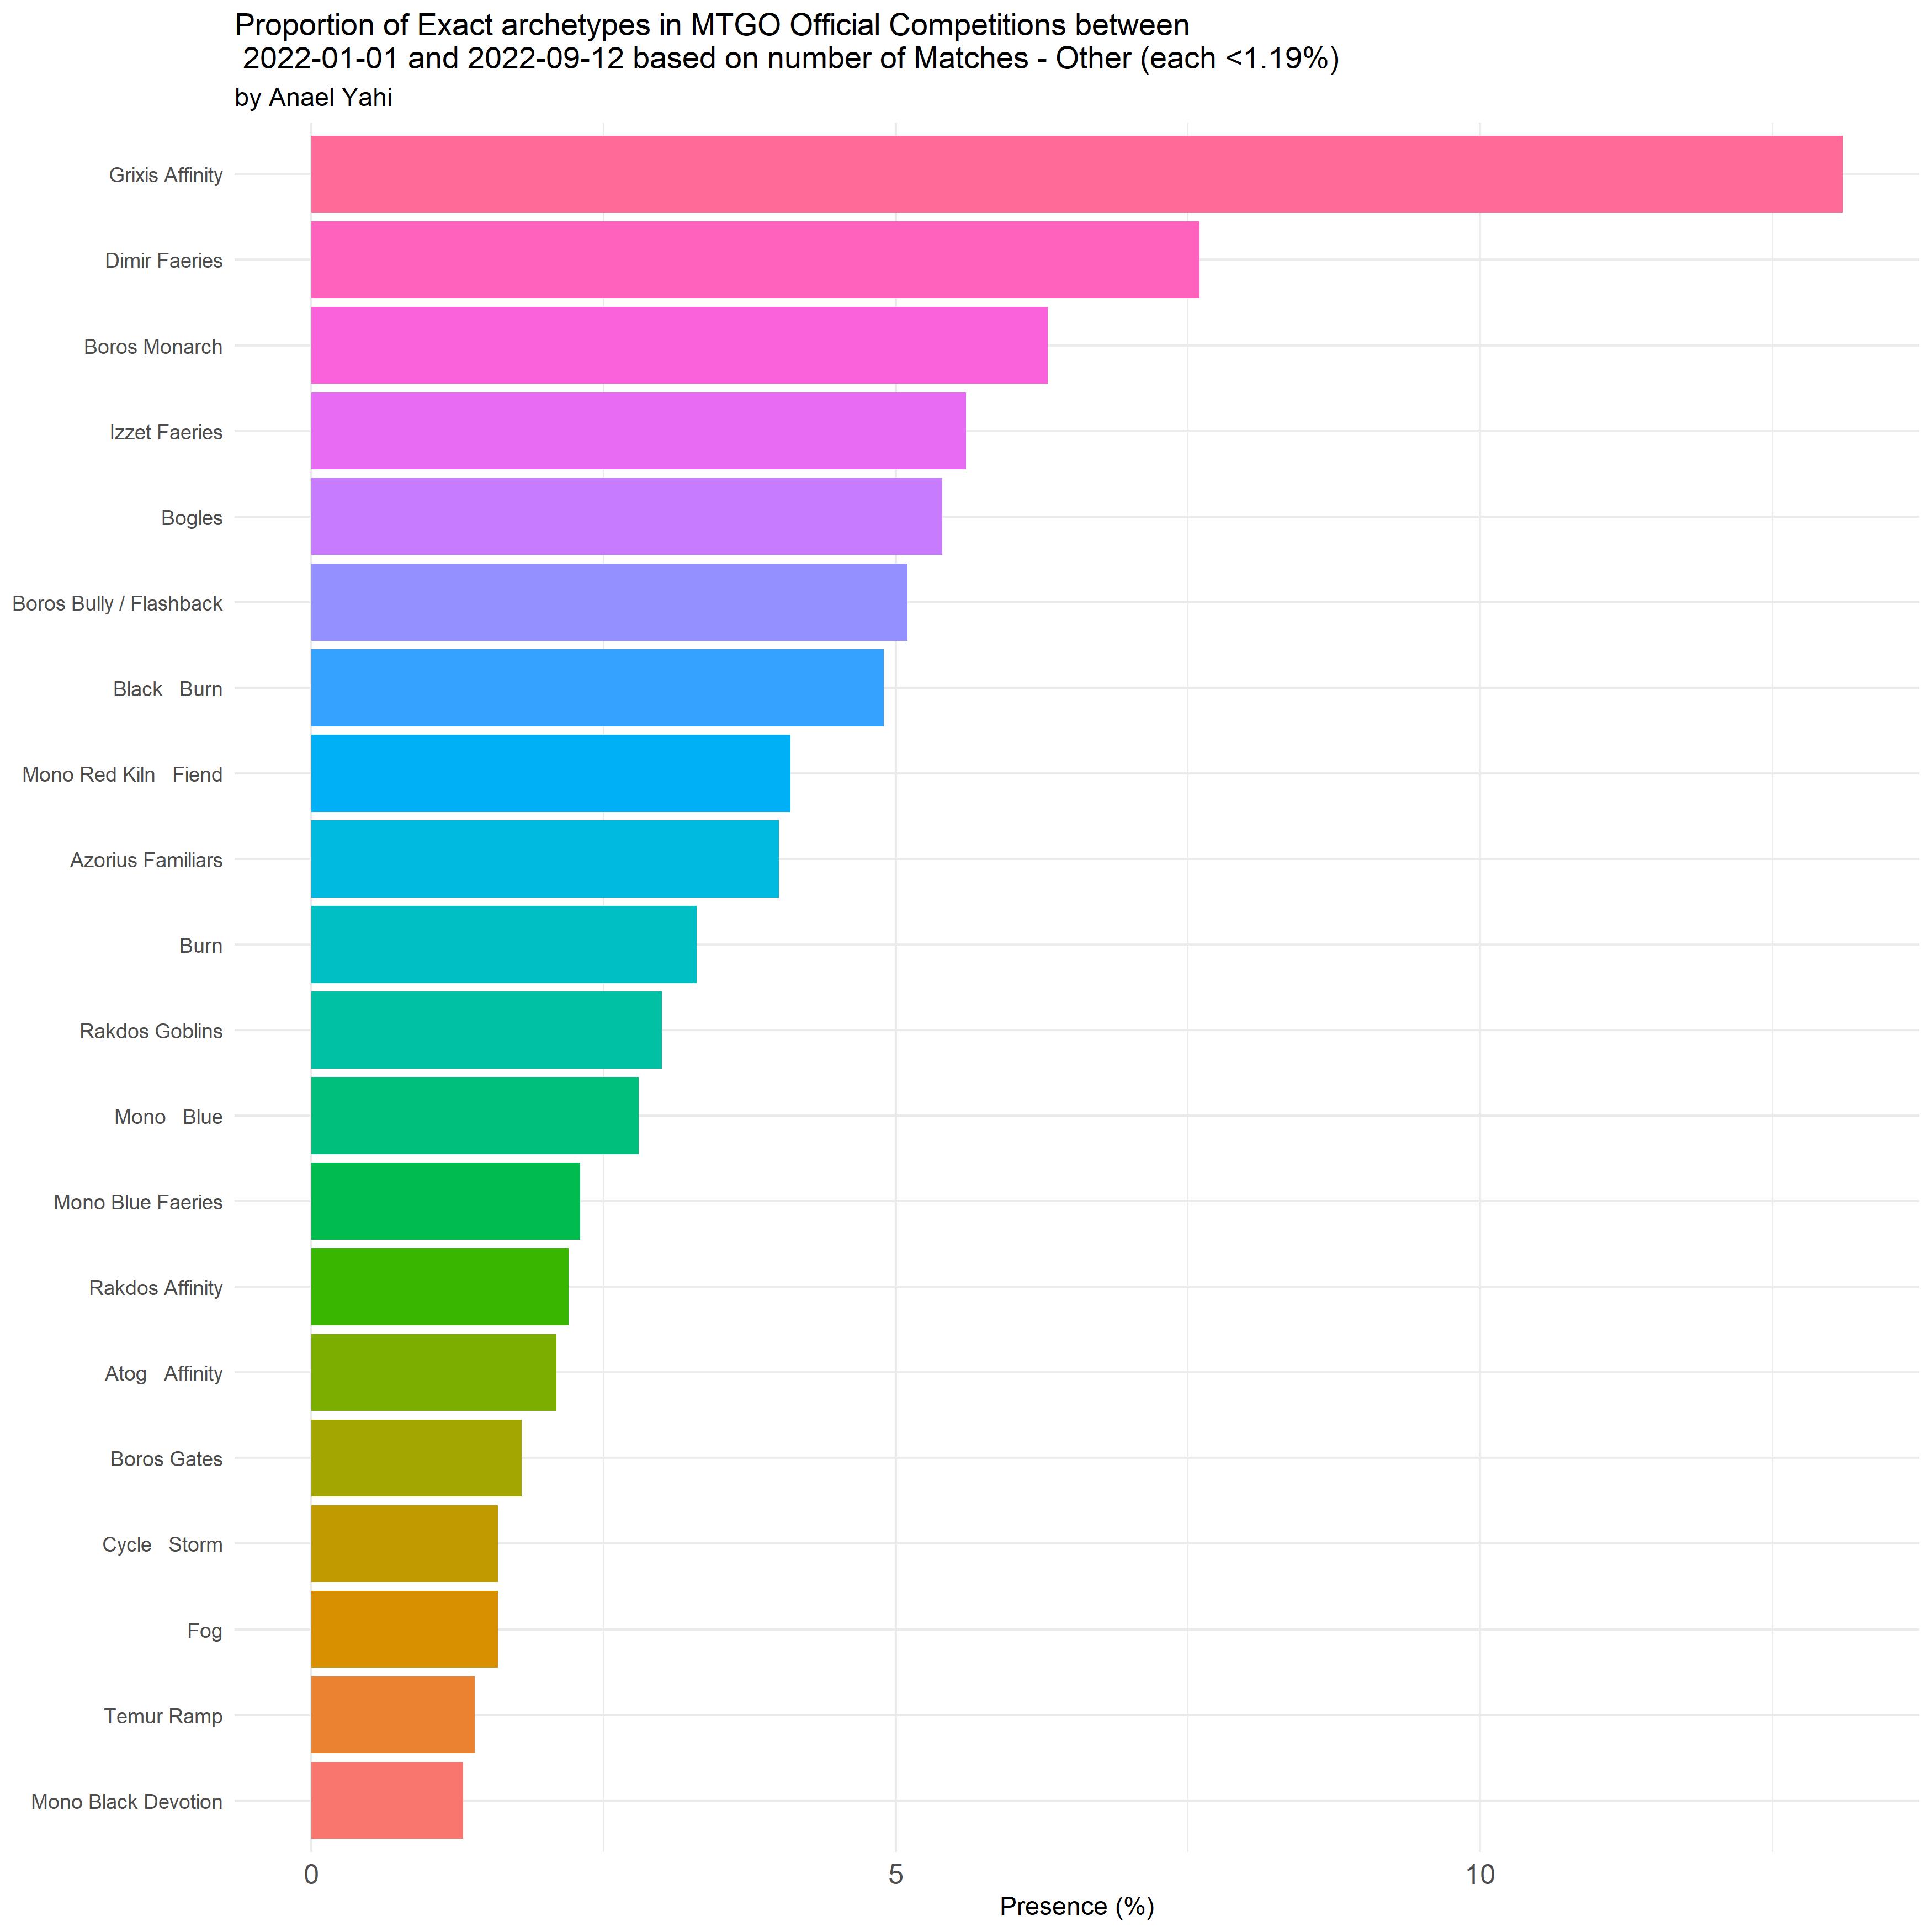 Proportion of Exact archetypes in MTGO Official Competitions between
2022-01-01 and 2022-09-12 based on number of Matches - Other (each <1.19%)
by Anael Yahi
Grixis Affinity
Dimir Faeries
Boros Monarch
Izzet Faeries
Bogles
Boros Bully / Flashback
Black   Burn
Mono Red Kiln   Fiend
Azorius Familiars
Burn
Rakdos Goblins
Mono   Blue
Mono Blue Faeries
Rakdos Affinity
Atog   Affinity
Boros Gates
Cycle   Storm
Fog
Temur Ramp
Mono Black Devotion
0 5 10
Presence (%)